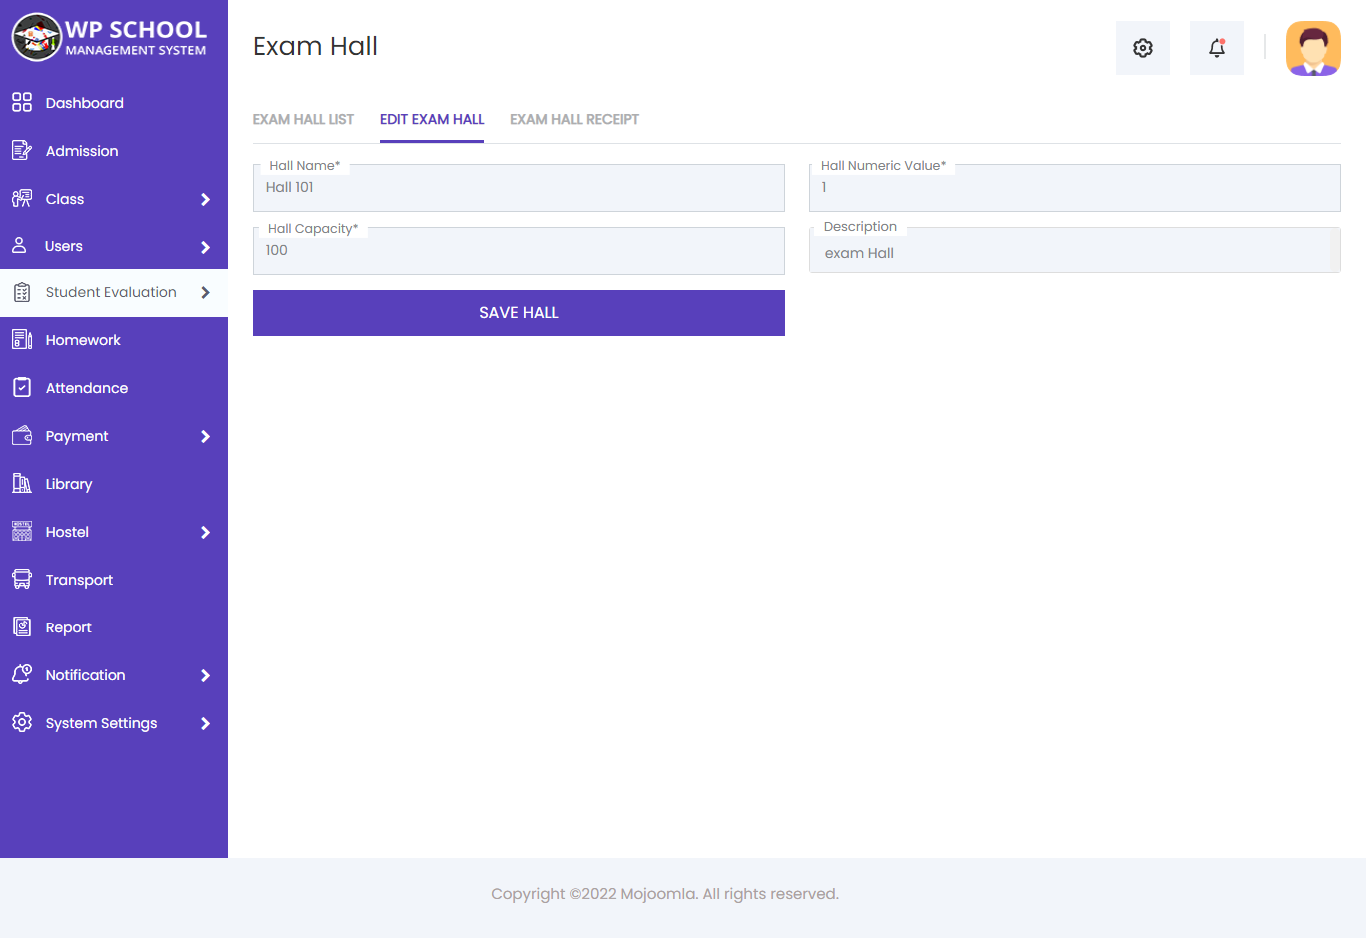 WP SCHOOL
MANAGEMENT SYSTEM
Dashboard
Admission
Class
Users
Student Evaluation
Homework
Attendance
Payment
Library
Hostel
Transport
Report
Notification
System Settings
Exam Hall
EXAM HALL LIST EDIT EXAM HALL EXAM HALL RECEIPT
Hall Name*
Hall 101
Hall Numeric Value*
1
Hall Capacity*
100
Description
exam Hall
SAVE HALL
Copyright ©2022 Mojoomla. All rights reserved.